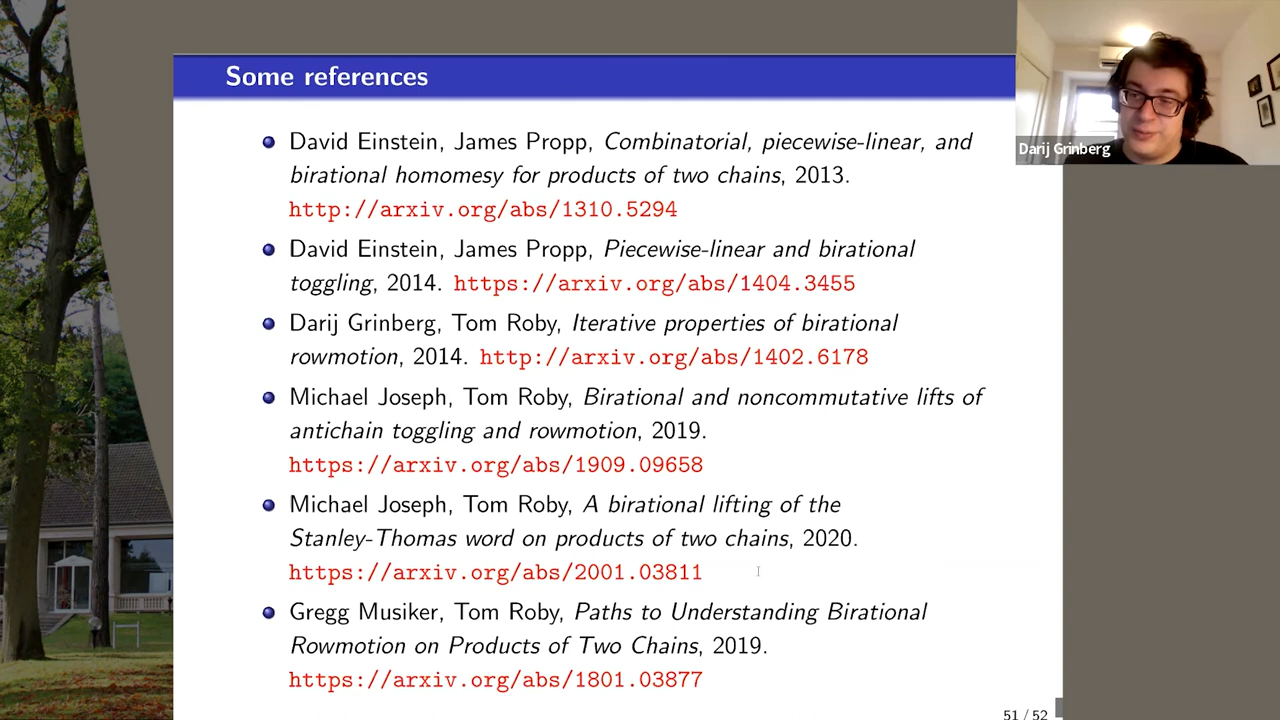 Some references
David Einstein, James Propp, Combinatorial, piecewise-linear, and
birational homomesy for products of two chains, 2013.
http://arxiv.org/abs/1310.5294
David Einstein, James Propp, Piecewise-linear and birational
toggling, 2014. https://arxiv.org/abs/1404.3455
Darij Grinberg, Tom Roby, Iterative properties of birational
rowmotion, 2014. http://arxiv.org/abs/1402.6178
Michael Joseph, Tom Roby, Birational and noncommutative lifts of
antichain toggling and rowmotion, 2019.
https://arxiv.org/abs/1909.09658
Michael Joseph, Tom Roby, A birational lifting of the
Stanley-Thomas word on products of two chains, 2020.
https://arxiv.org/abs/2001.03811
Gregg Musiker, Tom Roby, Paths to Understanding Birational
Rowmotion on Products of Two Chains, 2019.
https://arxiv.org/abs/1801.03877
51 / 52
Darij Grinberg